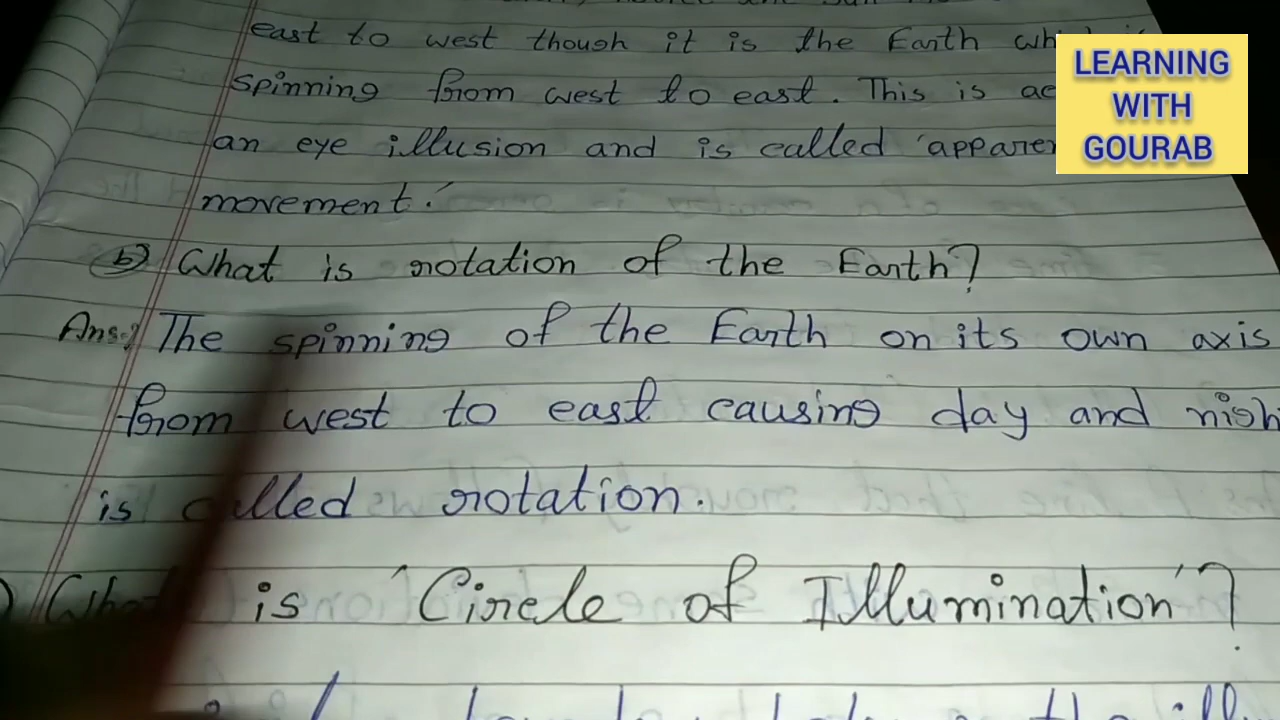 east to west though it is the Earth
spinning from west to east. This is
an eye illusion and is called 'apparen
movement.'
b) What is rotation of the Earth?
Ans:- The spinning of the Earth on its own axis
from west to east causing day and nigh
is called rotation.
What is 'Circle of Illumination'?
LEARNING
WITH
GOURAB